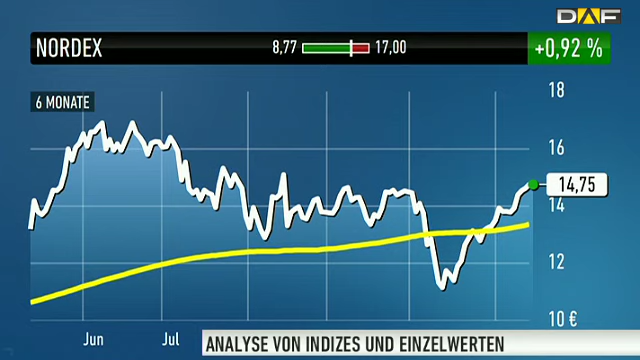 DAF
NORDEX 8,77 17,00 +0,92 %
6 MONATE
18
16
14,75
14
12
10 €
Jun Jul
ANALYSE VON INDIZES UND EINZELWERTEN